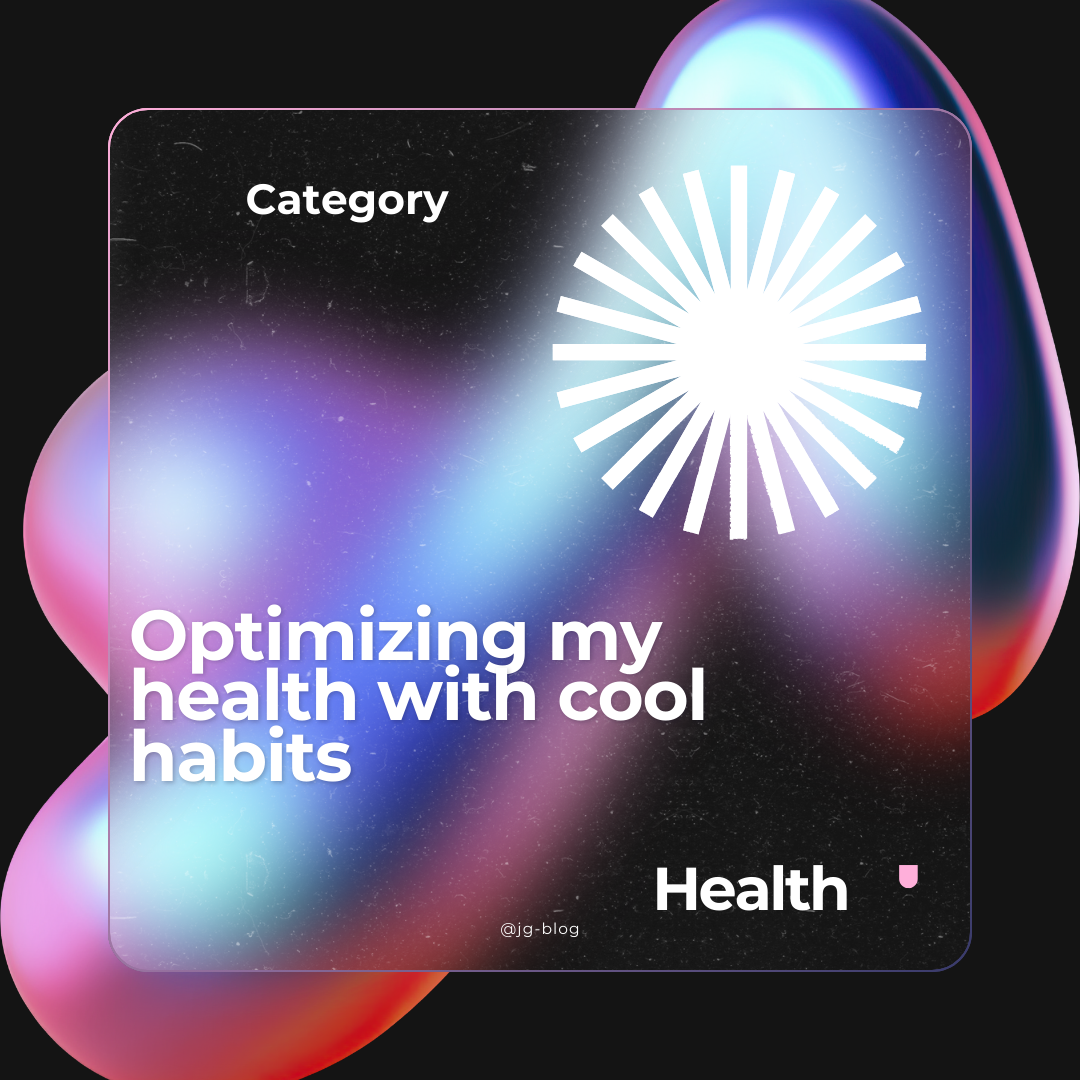 Category
Optimizing my
health with cool
habits
Health
@jg-blog